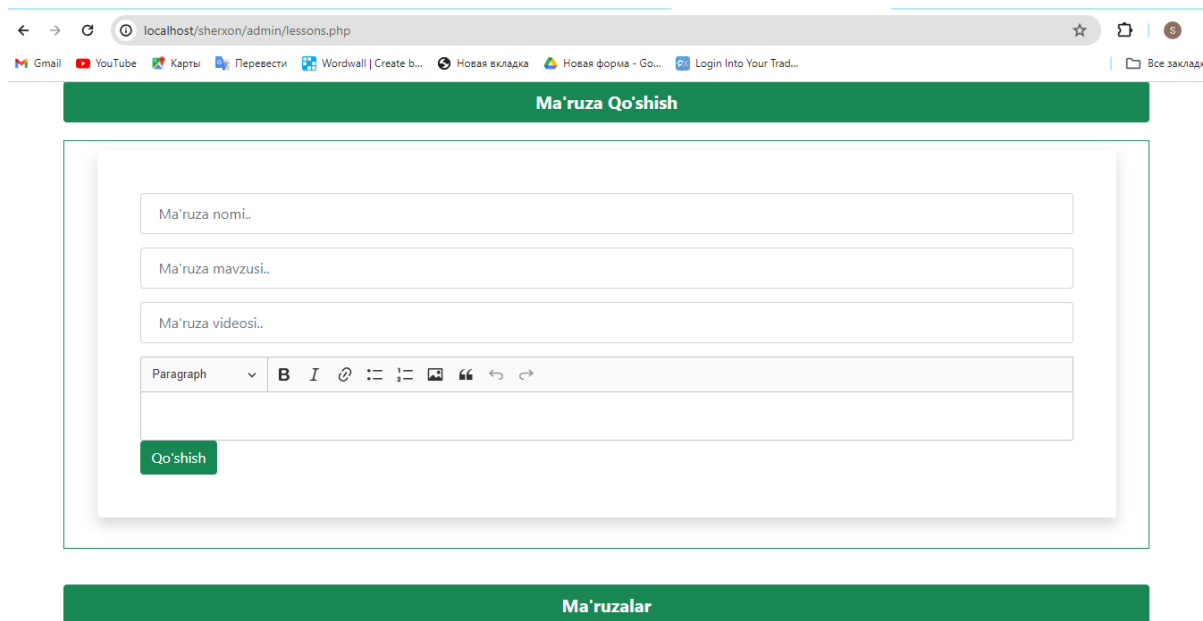 localhost/sherxon/admin/lessons.php
S
Gmail YouTube Карты Перевести Wordwall | Create b... Новая вкладка Новая форма - Go... Login Into Your Trad... Все заклад
Ma'ruza Qo'shish
Ma'ruza nomi..
Ma'ruza mavzusi..
Ma'ruza videosi..
Paragraph B I
Qo'shish
Ma'ruzalar